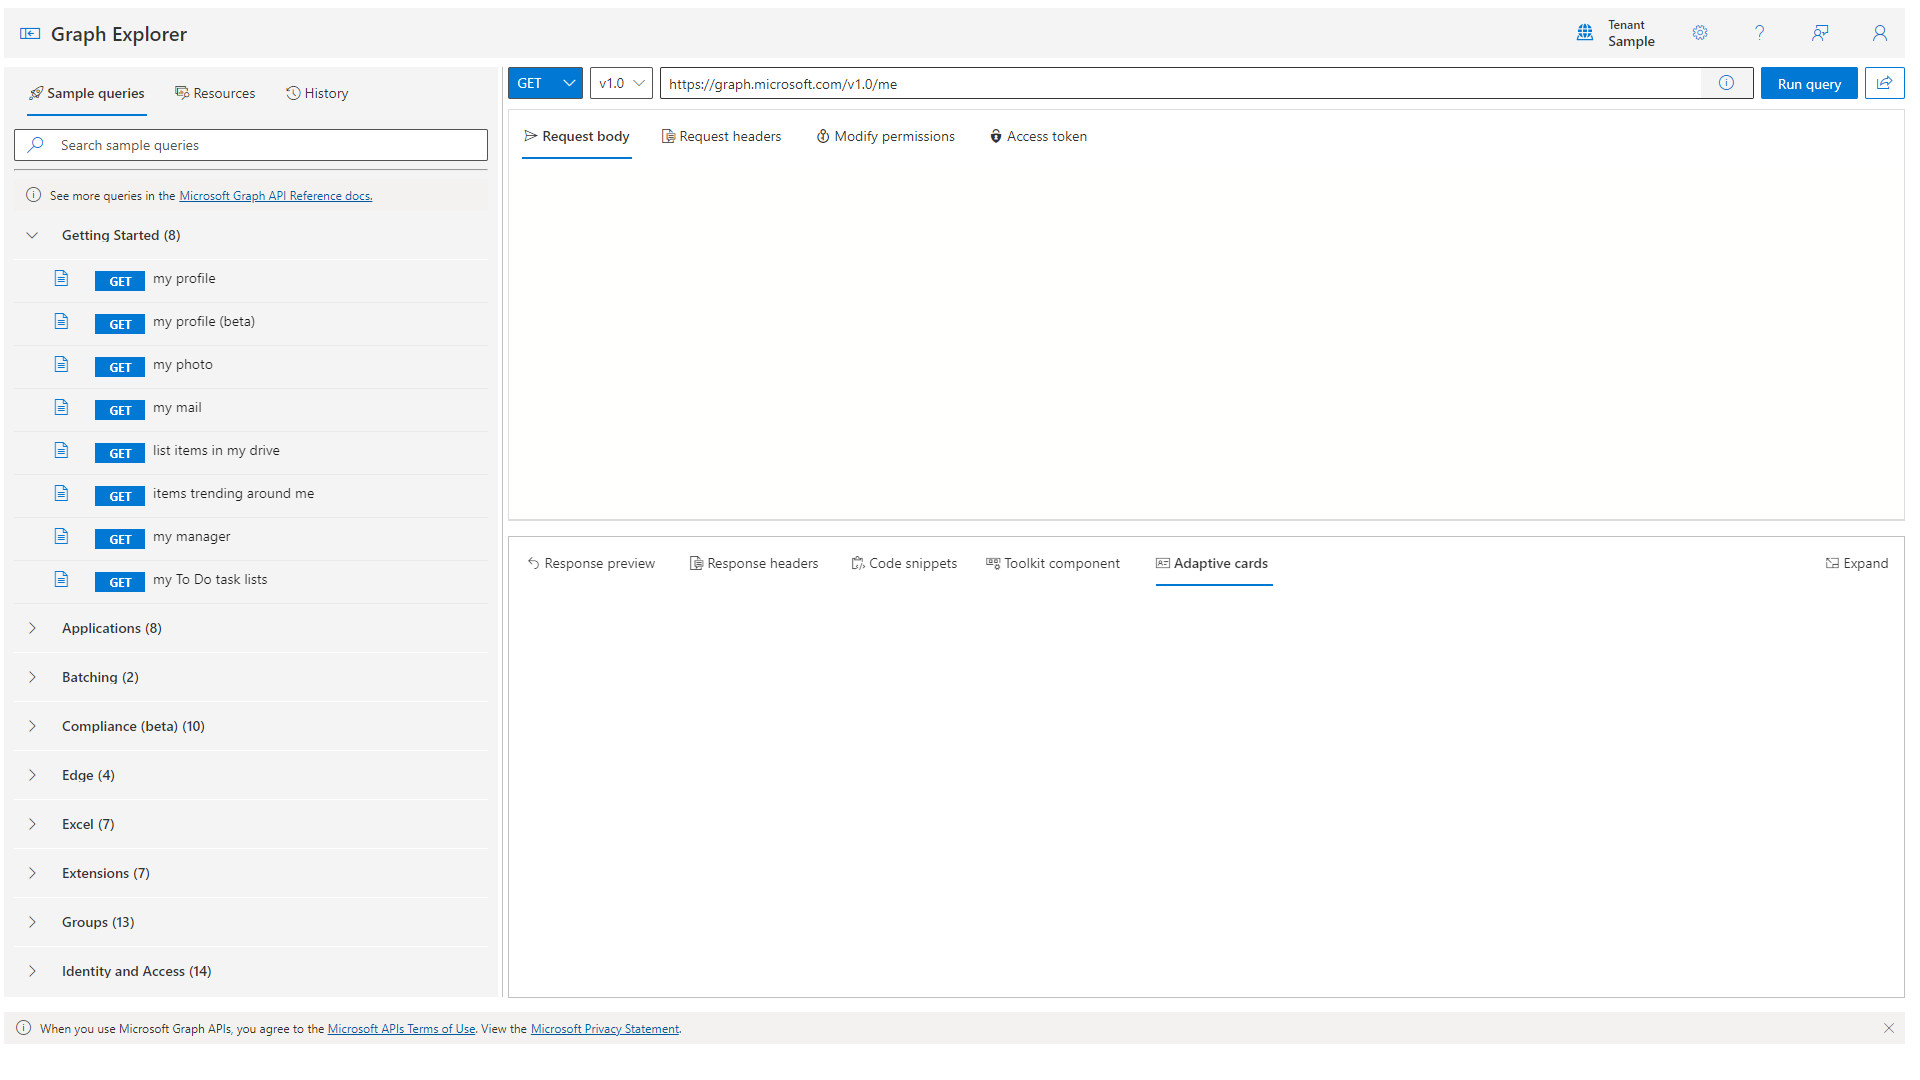 Graph Explorer
Tenant
Sample
Sample queries
Resources
History
Search sample queries
See more queries in the Microsoft Graph API Reference docs.
Getting Started (8)
GET my profile
GET my profile (beta)
GET my photo
GET my mail
GET list items in my drive
GET items trending around me
GET my manager
GET my To Do task lists
Applications (8)
Batching (2)
Compliance (beta) (10)
Edge (4)
Excel (7)
Extensions (7)
Groups (13)
Identity and Access (14)
GET
v1.0
https://graph.microsoft.com/v1.0/me
Run query
Request body
Request headers
Modify permissions
Access token
Response preview
Response headers
Code snippets
Toolkit component
Adaptive cards
Expand
When you use Microsoft Graph APIs, you agree to the Microsoft APIs Terms of Use. View the Microsoft Privacy Statement.